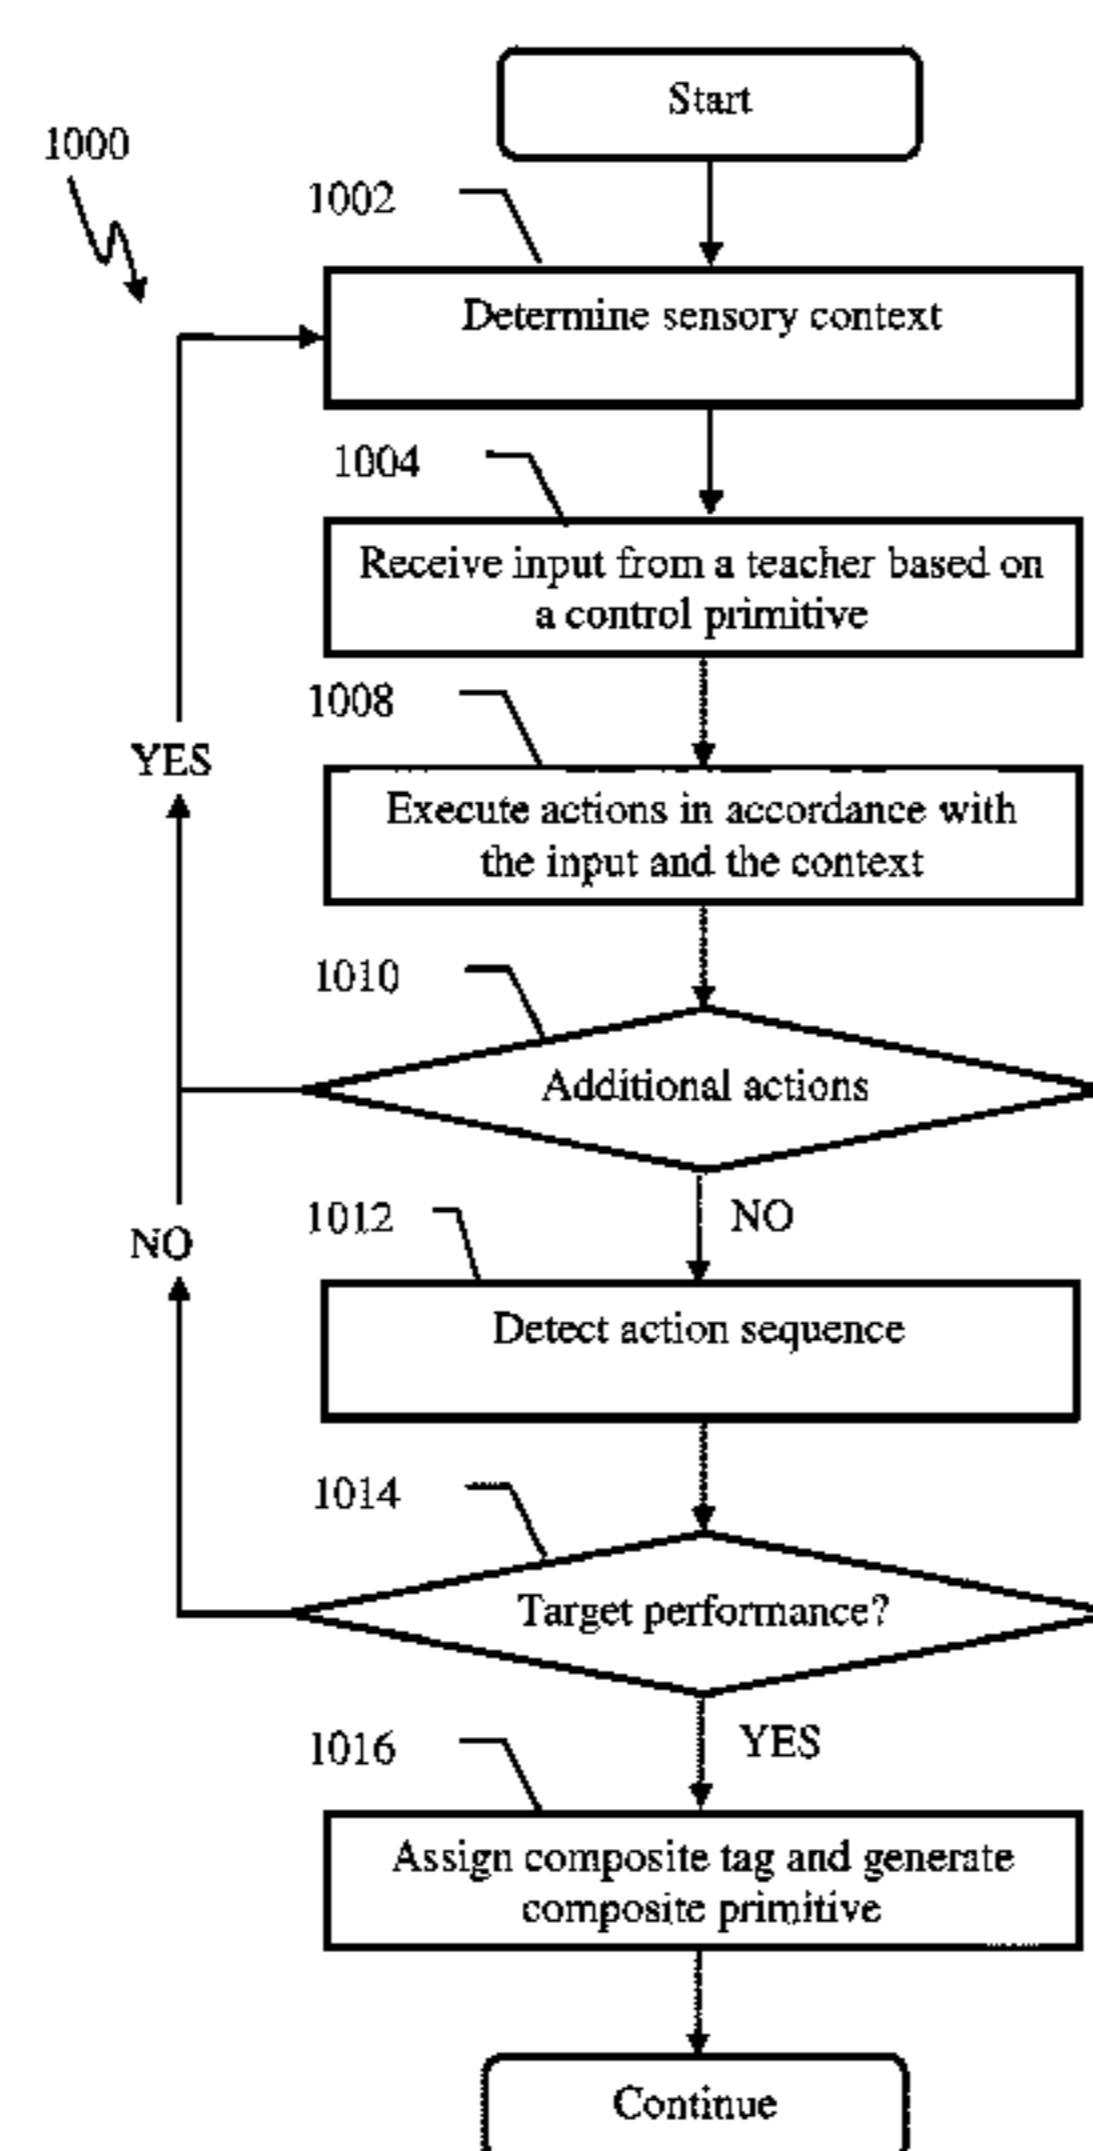 Start
1000
1002
Determine sensory context
1004
Receive input from a teacher based on
a control primitive
1008
YES
Execute actions in accordance with
the input and the context
1010
Additional actions
1012
NO
NO
Detect action sequence
1014
Target performance?
1016
YES
Assign composite tag and generate
composite primitive
Continue